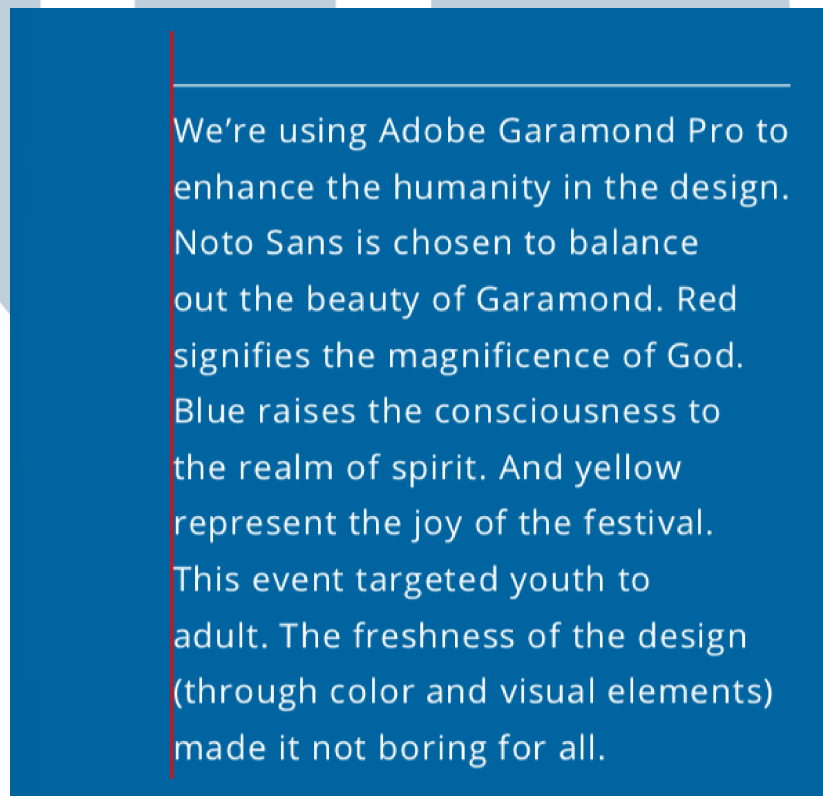 We’re using Adobe Garamond Pro to
enhance the humanity in the design.
Noto Sans is chosen to balance
out the beauty of Garamond. Red
signifies the magnificence of God.
Blue raises the consciousness to
the realm of spirit. And yellow
represent the joy of the festival.
This event targeted youth to
adult. The freshness of the design
(through color and visual elements)
made it not boring for all.